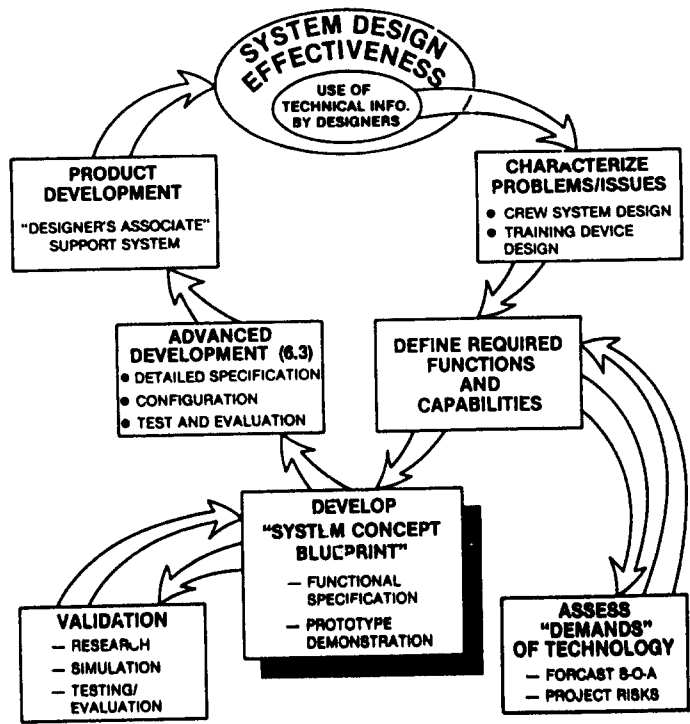 SYSTEM DESIGN
EFFECTIVENESS
USE OF
TECHNICAL INFO.
BY DESIGNERS
PRODUCT
DEVELOPMENT
"DESIGNER'S ASSOCIATE"
SUPPORT SYSTEM
CHARACTERIZE
PROBLEMS/ISSUES
● CREW SYSTEM DESIGN
● TRAINING DEVICE
DESIGN
ADVANCED
DEVELOPMENT (6.3)
● DETAILED SPECIFICATION
● CONFIGURATION
● TEST AND EVALUATION
DEFINE REQUIRED
FUNCTIONS
AND
CAPABILITIES
DEVELOP
"SYSTEM CONCEPT
BLUEPRINT"
— FUNCTIONAL
SPECIFICATION
— PROTOTYPE
DEMONSTRATION
VALIDATION
— RESEARCH
— SIMULATION
— TESTING/
EVALUATION
ASSESS
"DEMANDS"
OF TECHNOLOGY
— FORCAST S-O-A
— PROJECT RISKS